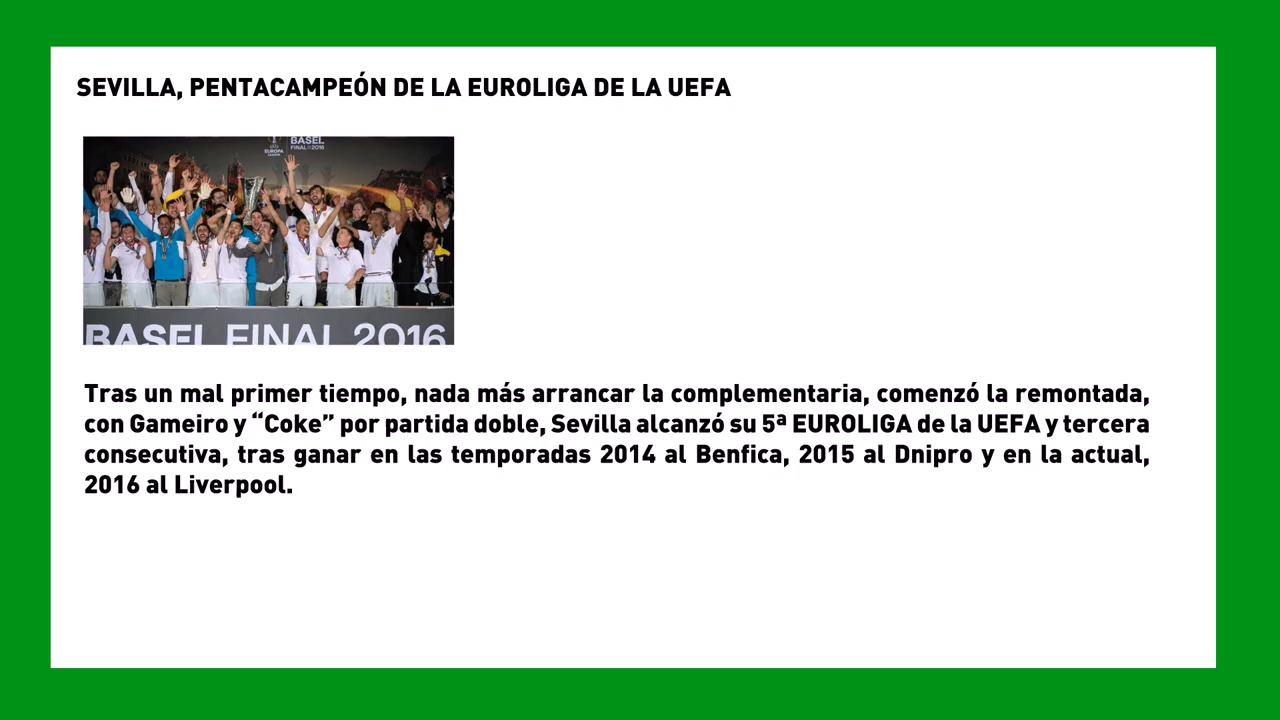 SEVILLA, PENTACAMPEÓN DE LA EUROLIGA DE LA UEFA
BASEL
FINAL 2016
EUROPA
LEAGUE
BASEL FINAL 2016
Tras un mal primer tiempo, nada más arrancar la complementaria, comenzó la remontada,
con Gameiro y “Coke” por partida doble, Sevilla alcanzó su 5ª EUROLIGA de la UEFA y tercera
consecutiva, tras ganar en las temporadas 2014 al Benfica, 2015 al Dnipro y en la actual,
2016 al Liverpool.